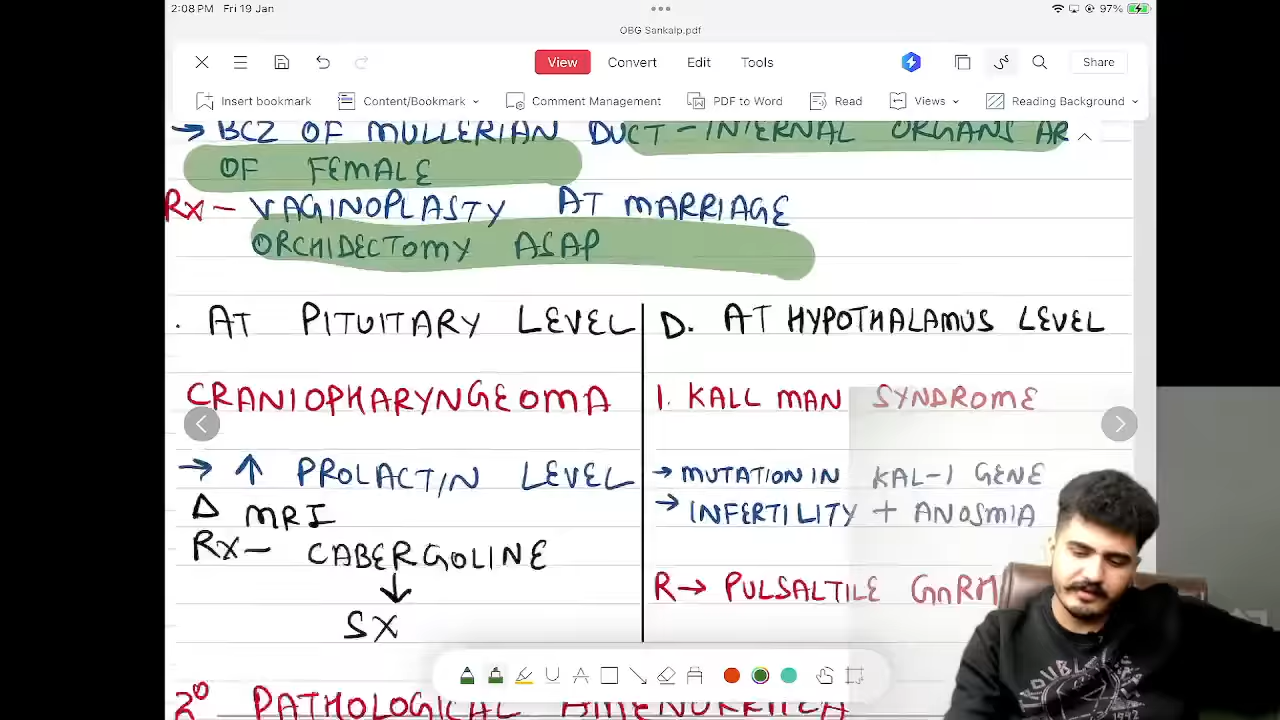 2:08 PM Fri 19 Jan
97%
OBG Sankalp.pdf
View Convert Edit Tools Share
Insert bookmark Content/Bookmark Comment Management PDF to Word Read Views Reading Background
→ BCZ OF MULLERIAN DUCT - INTERNAL ORGANS AR
OF FEMALE
Rx - VAGINOPLASTY AT MARRIAGE
ORCHIDECTOMY ASAP
. AT PITUITARY LEVEL
CRANIOPHARYNGEOMA
→ ↑ PROLACTIN LEVEL
Δ MRI
Rx - CABERGOLINE
↓
SX
D. AT HYPOTHALAMUS LEVEL
1. KALL MAN SYNDROME
→ MUTATION IN KAL-1 GENE
→ INFERTILITY + ANOSMIA
R → PULSALTILE GnRH
2° PATHOLOGICAL AMENORRHEA